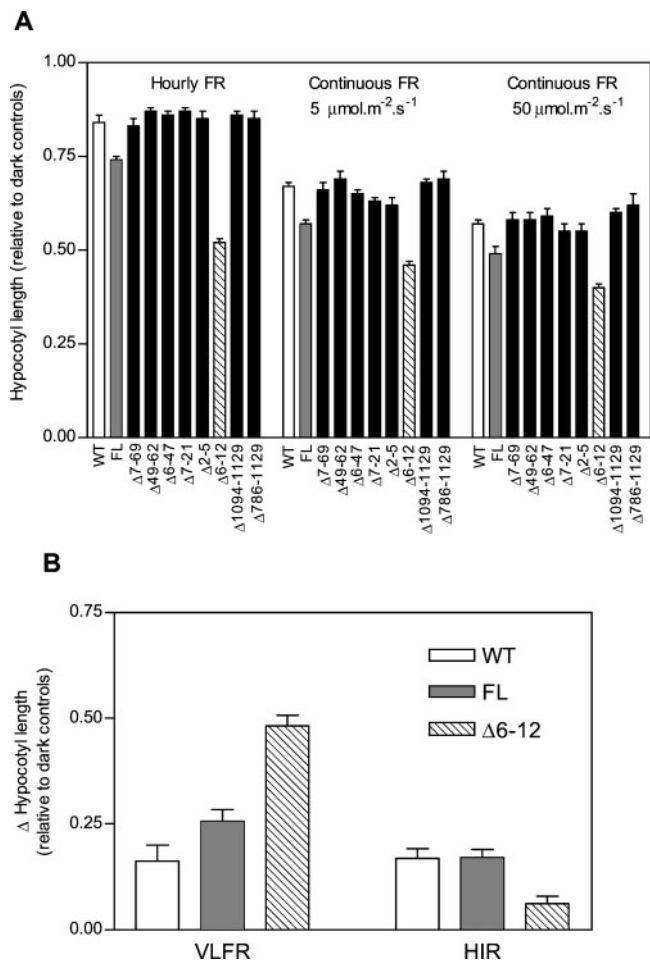 A
Hypocotyl length (relative to dark controls)
1.00
0.75
0.50
0.25
0.00
Hourly FR
Continuous FR
5 μmol.m⁻².s⁻¹
Continuous FR
50 μmol.m⁻².s⁻¹
WT
FL
Δ7-69
Δ49-62
Δ6-47
Δ7-21
Δ2-5
Δ6-12
Δ1094-1129
Δ786-1129
WT
FL
Δ7-69
Δ49-62
Δ6-47
Δ7-21
Δ2-5
Δ6-12
Δ1094-1129
Δ786-1129
WT
FL
Δ7-69
Δ49-62
Δ6-47
Δ7-21
Δ2-5
Δ6-12
Δ1094-1129
Δ786-1129
B
Δ Hypocotyl length
(relative to dark controls)
0.75
0.50
0.25
0.00
WT
FL
Δ6-12
VLFR
HIR